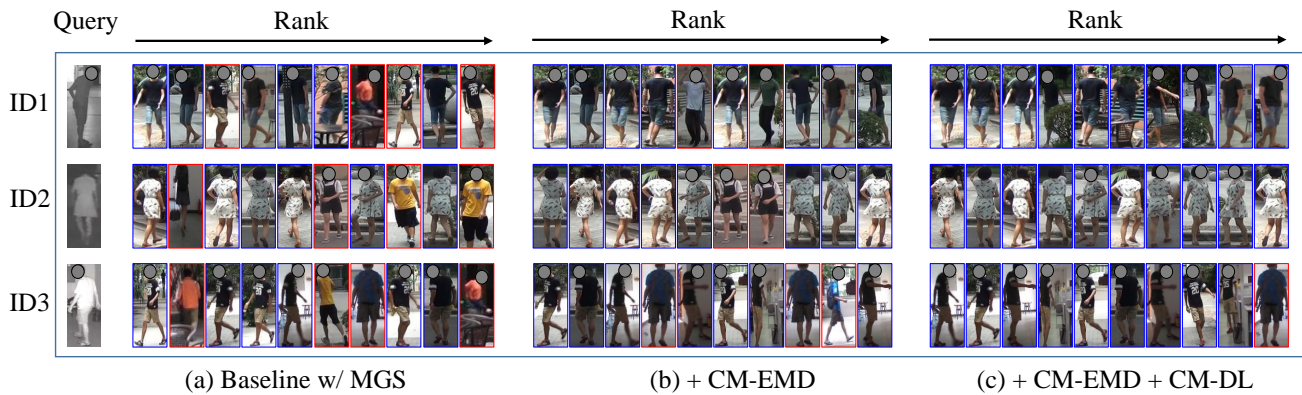 Query Rank Rank Rank
ID1
ID2
ID3
(a) Baseline w/ MGS (b) + CM-EMD (c) + CM-EMD + CM-DL